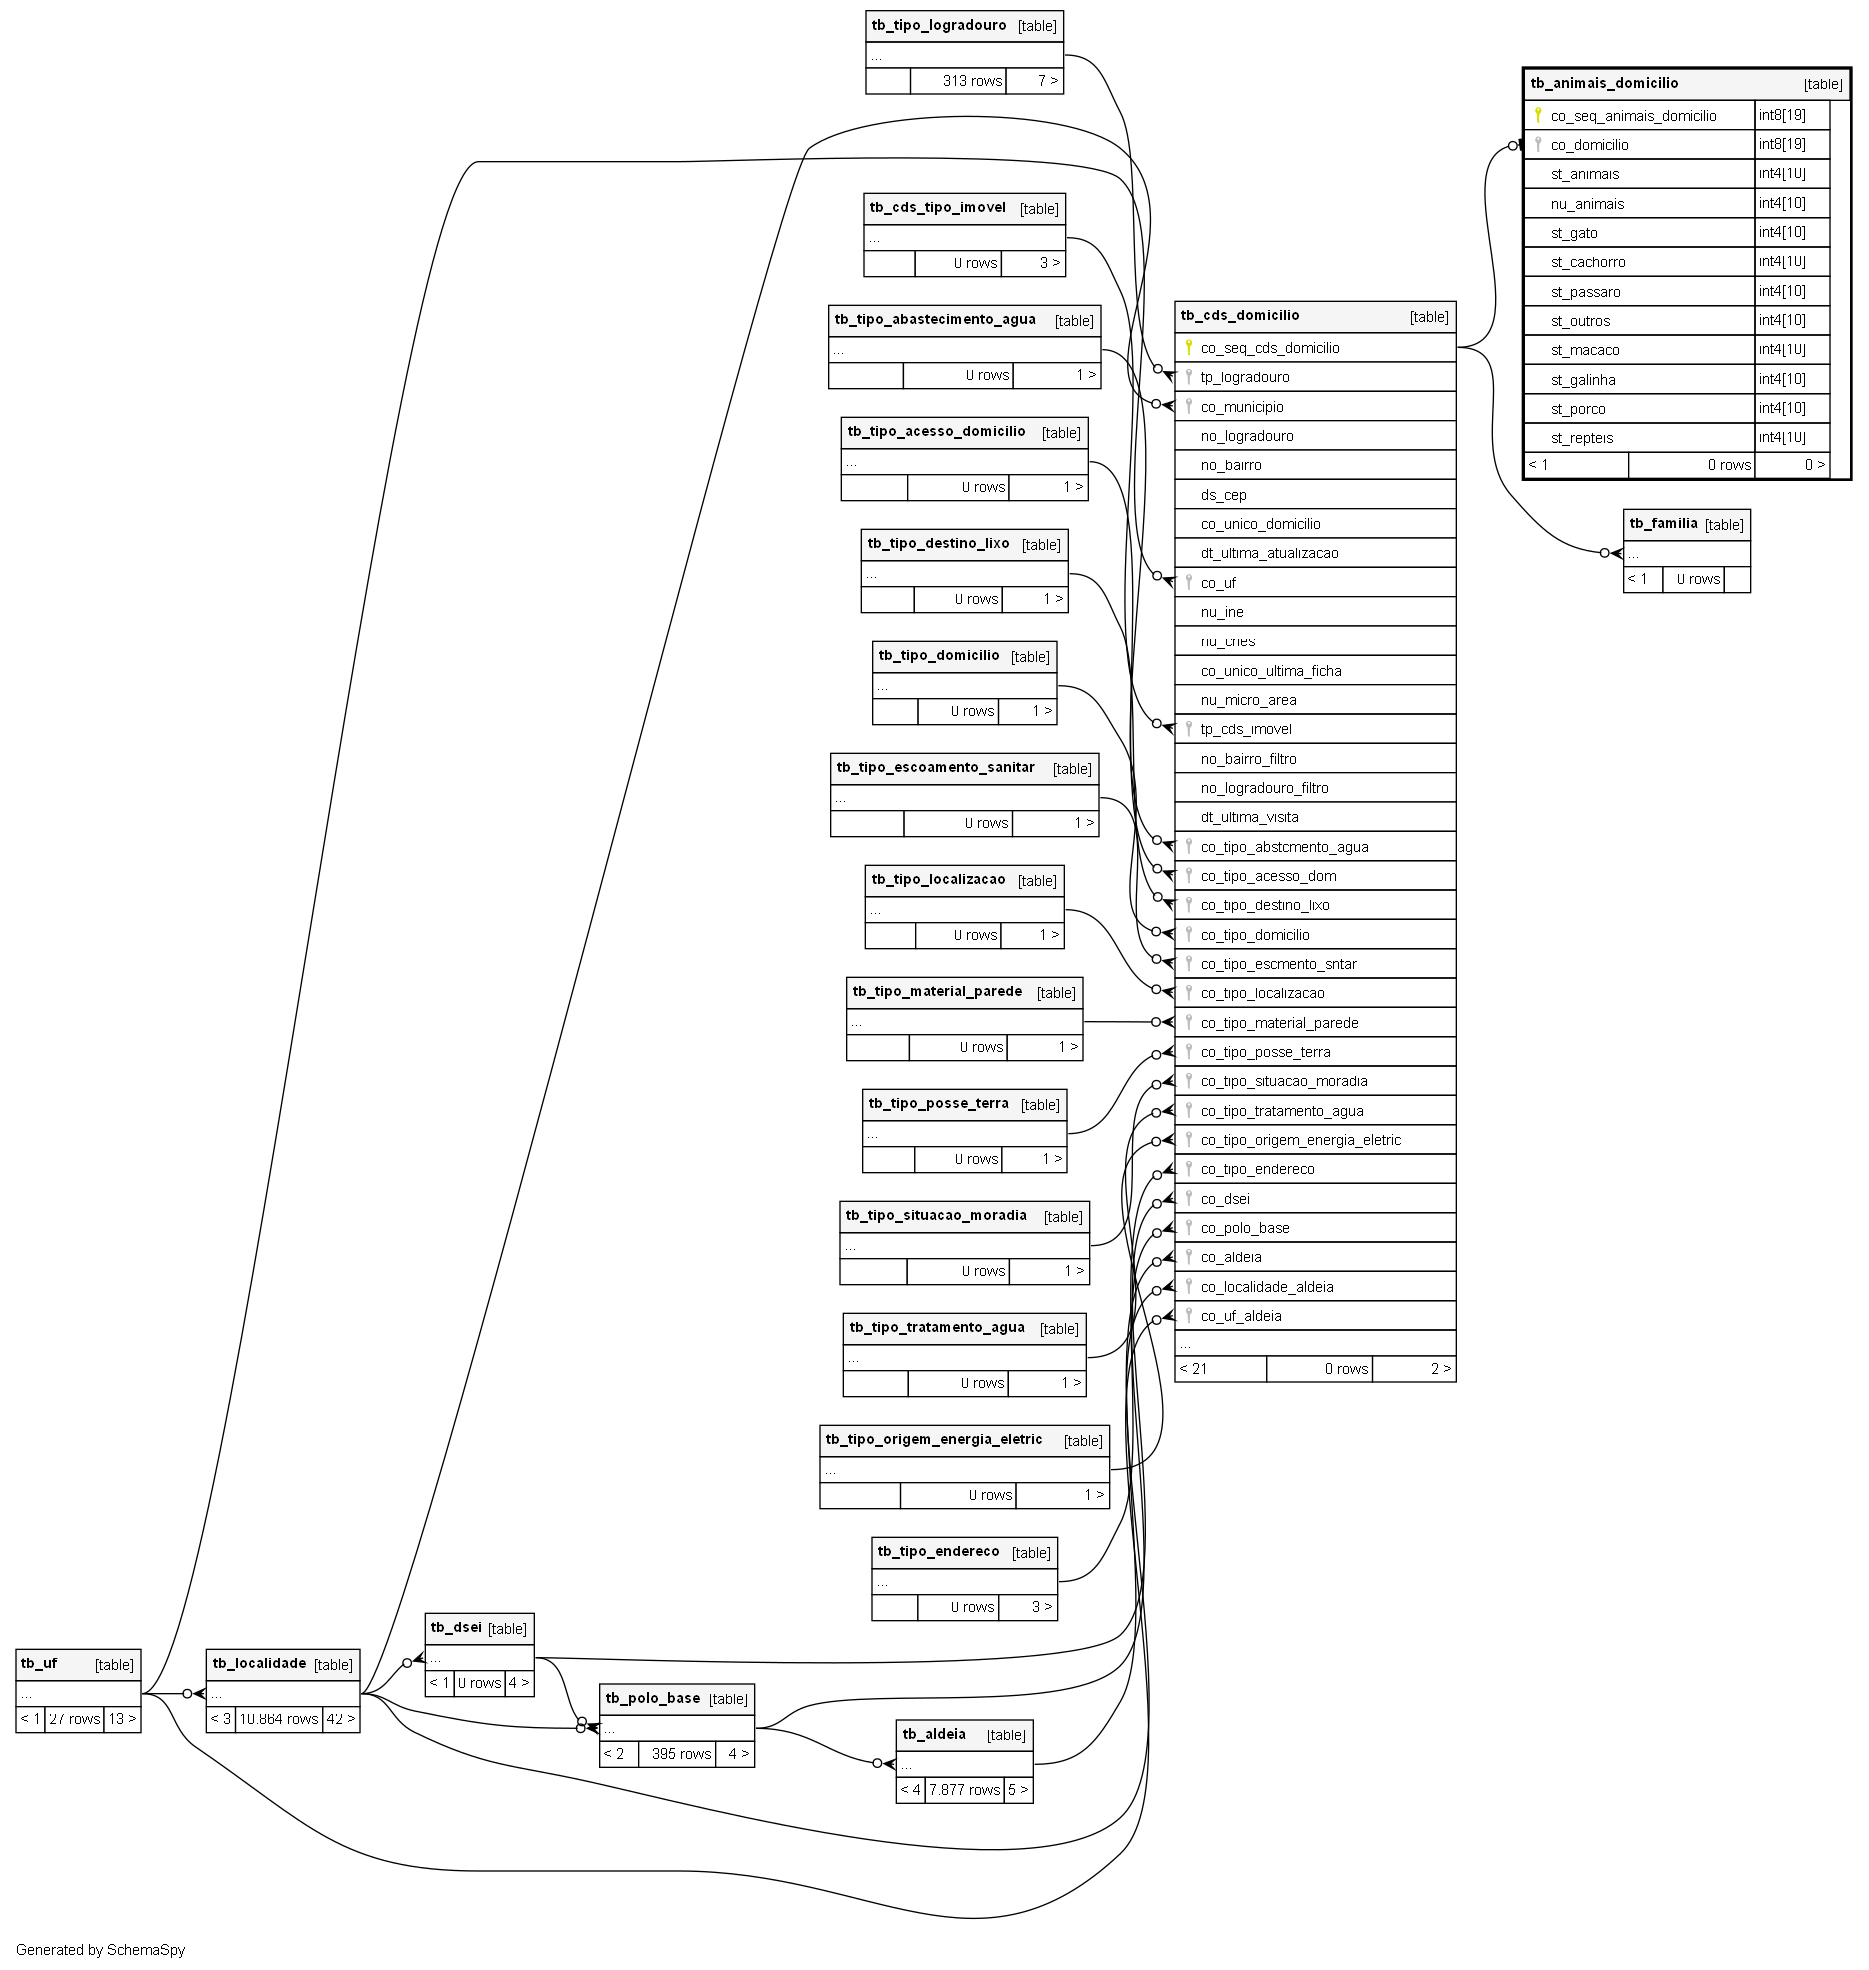 tb_tipo_logradouro [table]
...
313 rows 7 >
tb_cds_tipo_imovel [table]
...
0 rows 3 >
tb_tipo_abastecimento_agua [table]
...
0 rows 1 >
tb_tipo_acesso_domicilio [table]
...
0 rows 1 >
tb_tipo_destino_lixo [table]
...
0 rows 1 >
tb_tipo_domicilio [table]
...
0 rows 1 >
tb_tipo_escoamento_sanitar [table]
...
0 rows 1 >
tb_tipo_localizacao [table]
...
0 rows 1 >
tb_tipo_material_parede [table]
...
0 rows 1 >
tb_tipo_posse_terra [table]
...
0 rows 1 >
tb_tipo_situacao_moradia [table]
...
0 rows 1 >
tb_tipo_tratamento_agua [table]
...
0 rows 1 >
tb_tipo_origem_energia_eletric [table]
...
0 rows 1 >
tb_tipo_endereco [table]
...
0 rows 3 >
tb_uf [table]
...
< 1 27 rows 13 >
tb_localidade [table]
...
< 3 10.864 rows 42 >
tb_dsei [table]
...
< 1 0 rows 4 >
tb_polo_base [table]
...
< 2 395 rows 4 >
tb_aldeia [table]
...
< 4 7.877 rows 5 >
tb_cds_domicilio [table]
co_seq_cds_domicilio
tp_logradouro
co_municipio
no_logradouro
no_bairro
ds_cep
co_unico_domicilio
dt_ultima_atualizacao
co_uf
nu_ine
nu_cnes
co_unico_ultima_ficha
nu_micro_area
tp_cds_imovel
no_bairro_filtro
no_logradouro_filtro
dt_ultima_visita
co_tipo_abstcmento_agua
co_tipo_acesso_dom
co_tipo_destino_lixo
co_tipo_domicilio
co_tipo_escmento_sntar
co_tipo_localizacao
co_tipo_material_parede
co_tipo_posse_terra
co_tipo_situacao_moradia
co_tipo_tratamento_agua
co_tipo_origem_energia_eletric
co_tipo_endereco
co_dsei
co_polo_base
co_aldeia
co_localidade_aldeia
co_uf_aldeia
...
< 21 0 rows 2 >
tb_animais_domicilio [table]
co_seq_animais_domicilio int8[19]
co_domicilio int8[19]
st_animais int4[10]
nu_animais int4[10]
st_gato int4[10]
st_cachorro int4[10]
st_passaro int4[10]
st_outros int4[10]
st_macaco int4[10]
st_galinha int4[10]
st_porco int4[10]
st_repteis int4[10]
< 1 0 rows 0 >
tb_familia [table]
...
< 1 0 rows
Generated by SchemaSpy